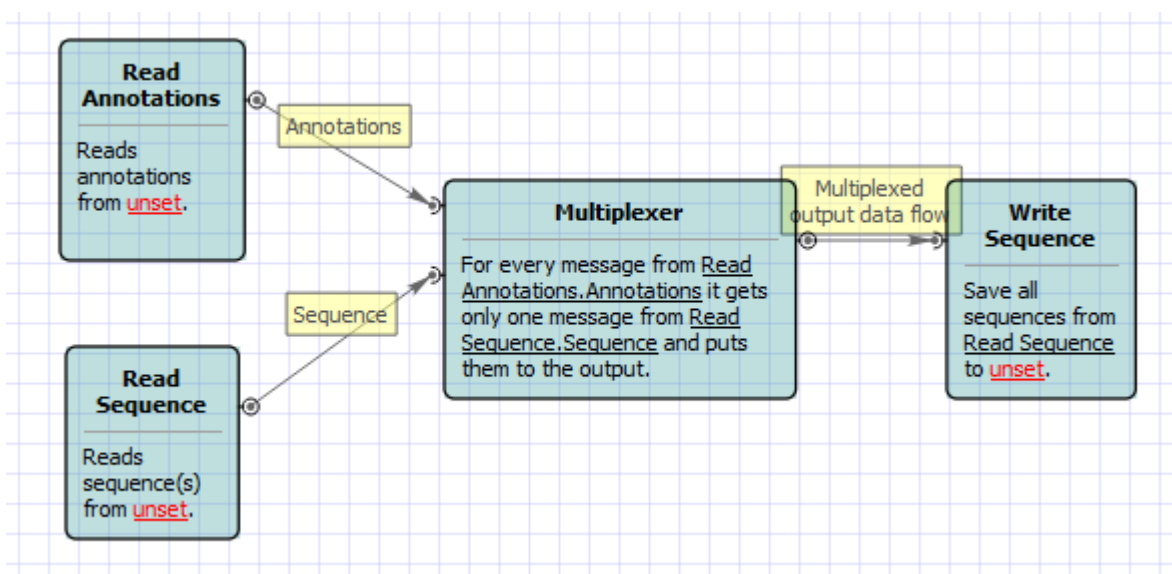 Read
Annotations
Reads
annotations
from unset.
Annotations
Read
Sequence
Reads
sequence(s)
from unset.
Sequence
Multiplexer
For every message from Read
Annotations.Annotations it gets
only one message from Read
Sequence.Sequence and puts
them to the output.
Multiplexed
output data flow
Write
Sequence
Save all
sequences from
Read Sequence
to unset.